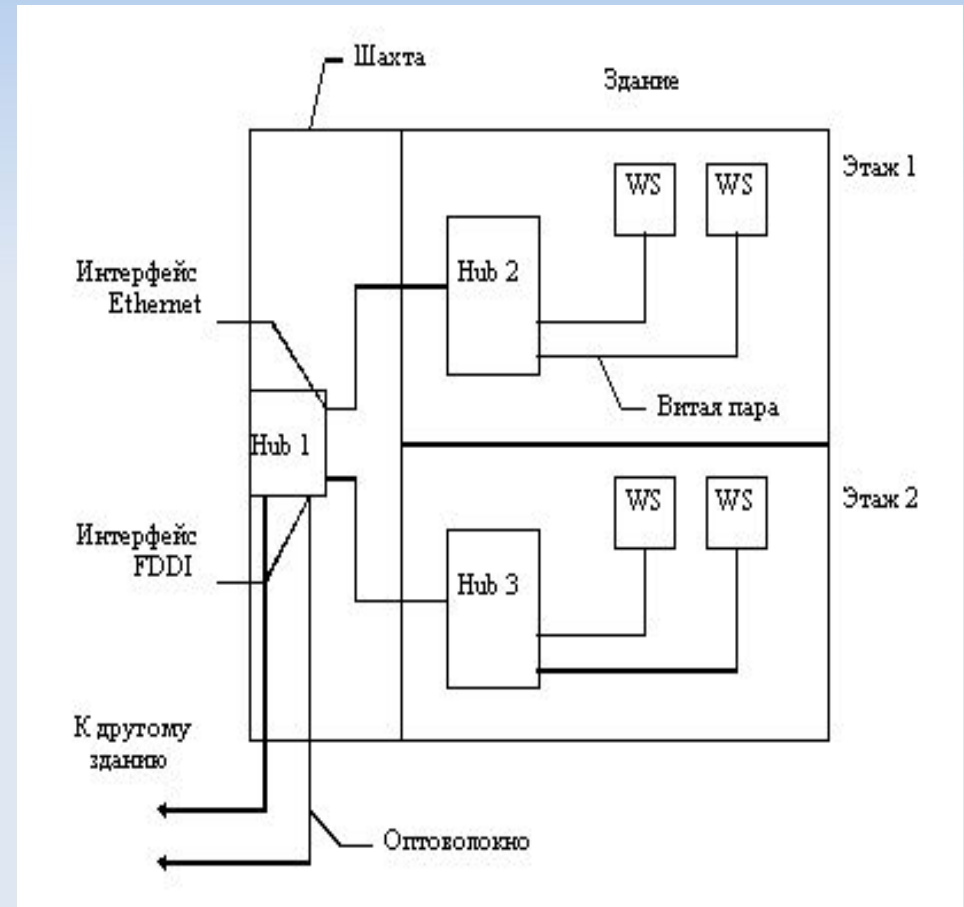 Шахта
Здание
Этаж 1
WS
WS
Hub 2
Интерфейс
Ethernet
Витая пара
Hub 1
WS
WS
Этаж 2
Интерфейс
FDDI
Hub 3
К другому
зданию
Оптоволокно